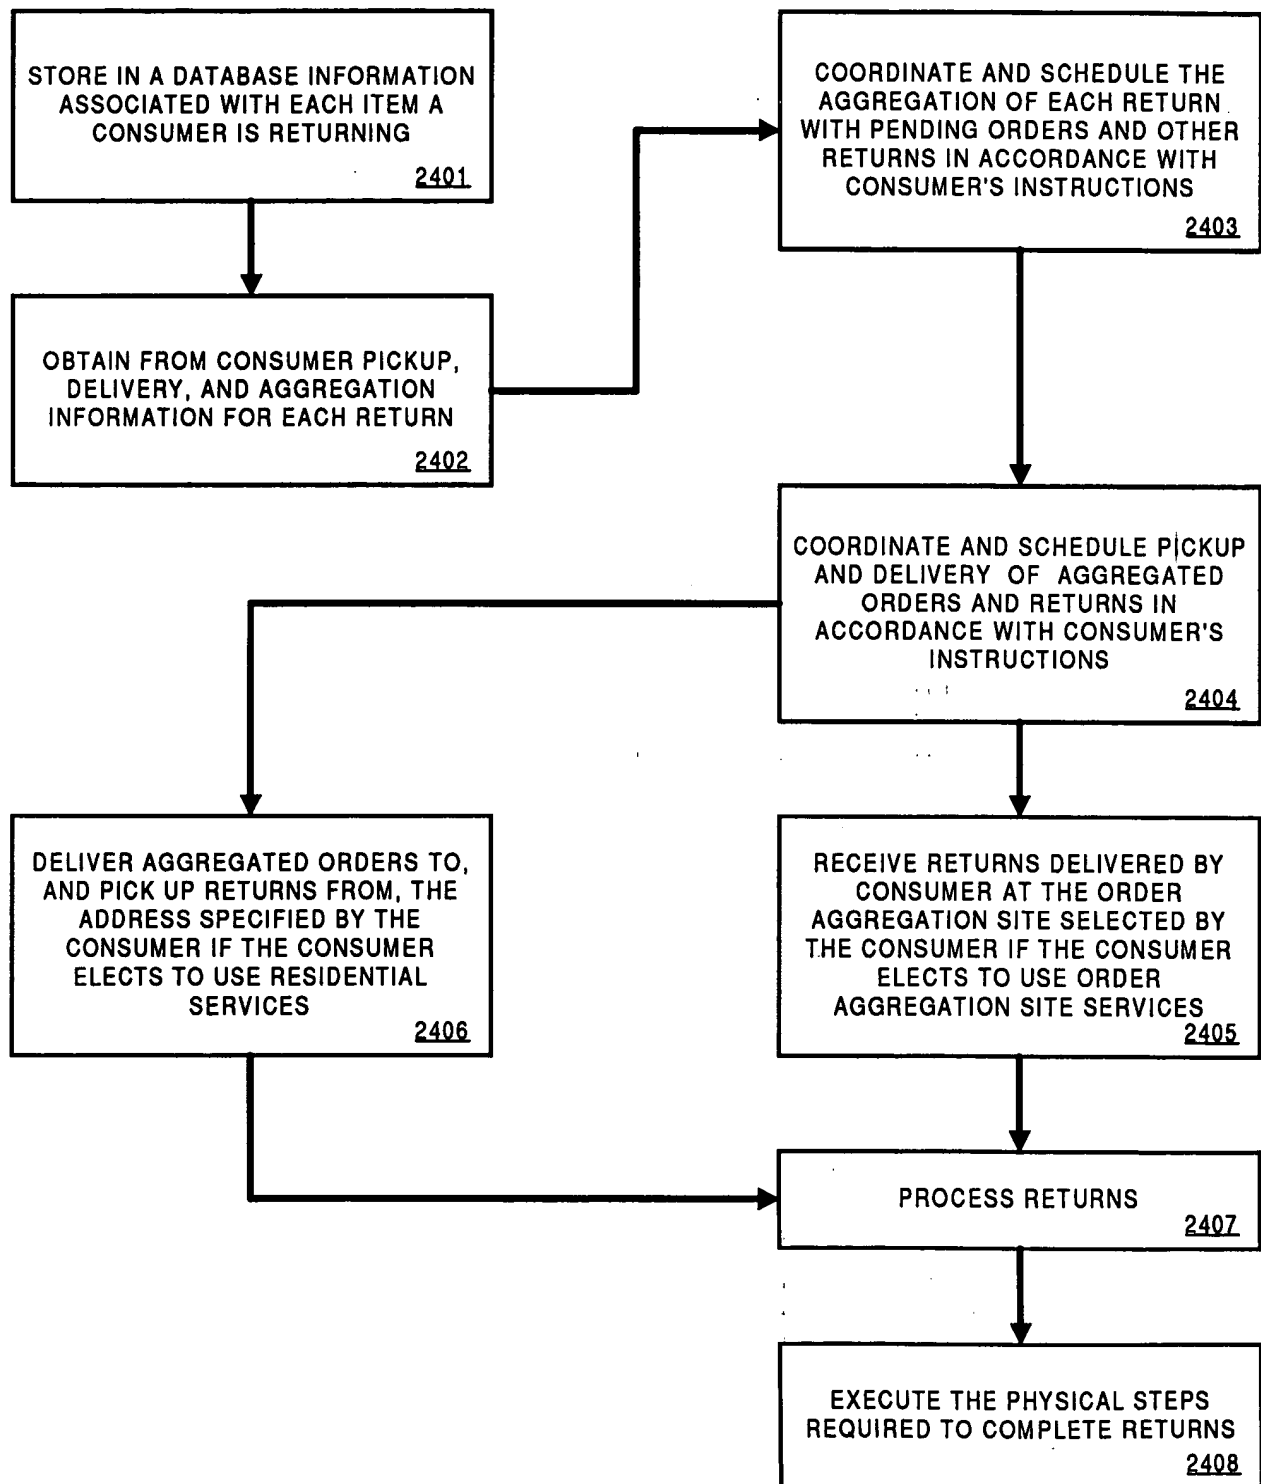 STORE IN A DATABASE INFORMATION
ASSOCIATED WITH EACH ITEM A
CONSUMER IS RETURNING
2401
OBTAIN FROM CONSUMER PICKUP,
DELIVERY, AND AGGREGATION
INFORMATION FOR EACH RETURN
2402
COORDINATE AND SCHEDULE THE
AGGREGATION OF EACH RETURN
WITH PENDING ORDERS AND OTHER
RETURNS IN ACCORDANCE WITH
CONSUMER'S INSTRUCTIONS
2403
COORDINATE AND SCHEDULE PICKUP
AND DELIVERY OF AGGREGATED
ORDERS AND RETURNS IN
ACCORDANCE WITH CONSUMER'S
INSTRUCTIONS
2404
DELIVER AGGREGATED ORDERS TO,
AND PICK UP RETURNS FROM, THE
ADDRESS SPECIFIED BY THE
CONSUMER IF THE CONSUMER
ELECTS TO USE RESIDENTIAL
SERVICES
2406
RECEIVE RETURNS DELIVERED BY
CONSUMER AT THE ORDER
AGGREGATION SITE SELECTED BY
THE CONSUMER IF THE CONSUMER
ELECTS TO USE ORDER
AGGREGATION SITE SERVICES
2405
PROCESS RETURNS
2407
EXECUTE THE PHYSICAL STEPS
REQUIRED TO COMPLETE RETURNS
2408